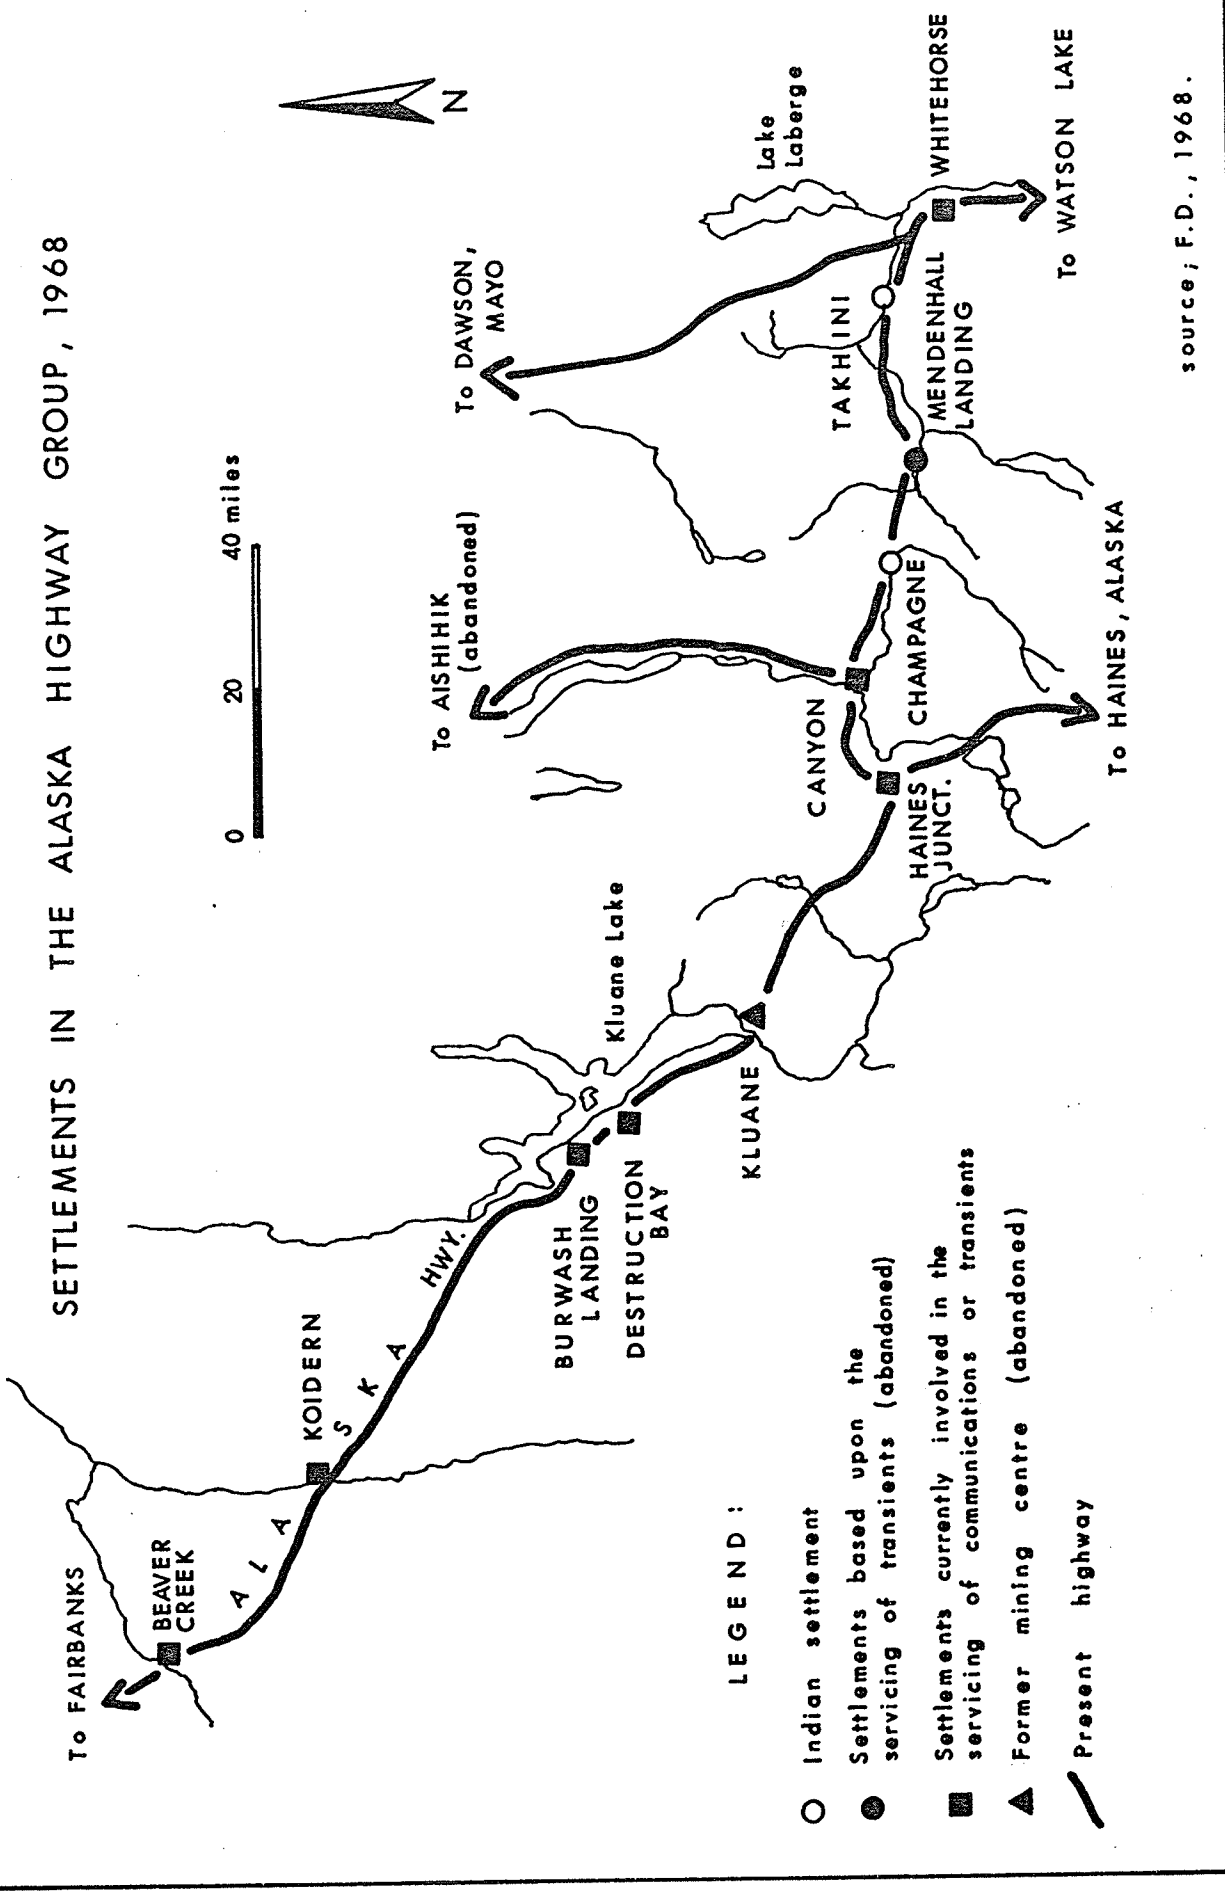 SETTLEMENTS IN THE ALASKA HIGHWAY GROUP, 1968
0 20 40 miles
N
To FAIRBANKS
BEAVER
CREEK
KOIDERN
ALASKA HWY.
BURWASH
LANDING
DESTRUCTION
BAY
Kluane Lake
KLUANE
To AISHIHIK
(abandoned)
To DAWSON,
MAYO
Lake
Laberge
CANYON
HAINES
JUNCT.
CHAMPAGNE
TAKHINI
MENDENHALL
LANDING
WHITEHORSE
To WATSON LAKE
To HAINES, ALASKA
LEGEND:
Indian settlement
Settlements based upon the
servicing of transients (abandoned)
Settlements currently involved in the
servicing of communications or transients
Former mining centre (abandoned)
Present highway
source; F.D., 1968.